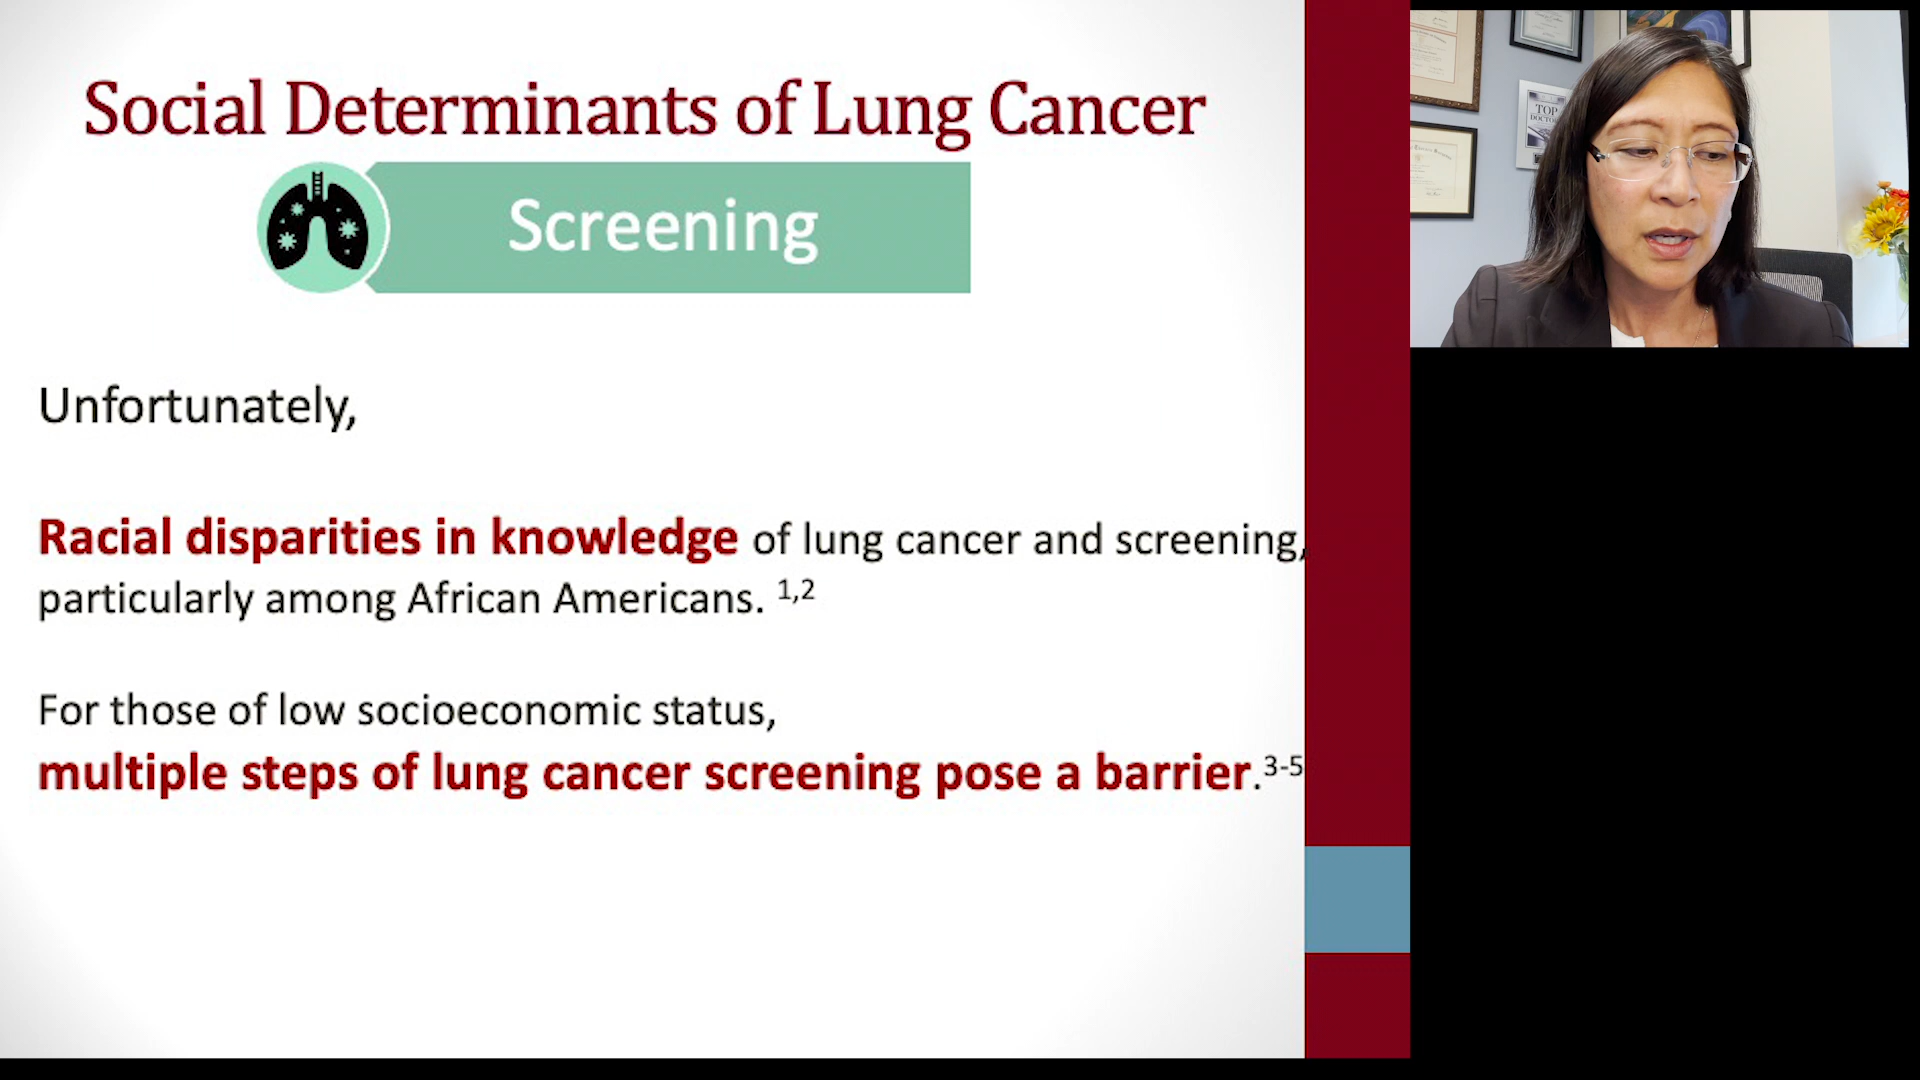 Social Determinants of Lung Cancer
Screening
Unfortunately,
Racial disparities in knowledge of lung cancer and screening,
particularly among African Americans. 1,2
For those of low socioeconomic status,
multiple steps of lung cancer screening pose a barrier.3-5
TOP